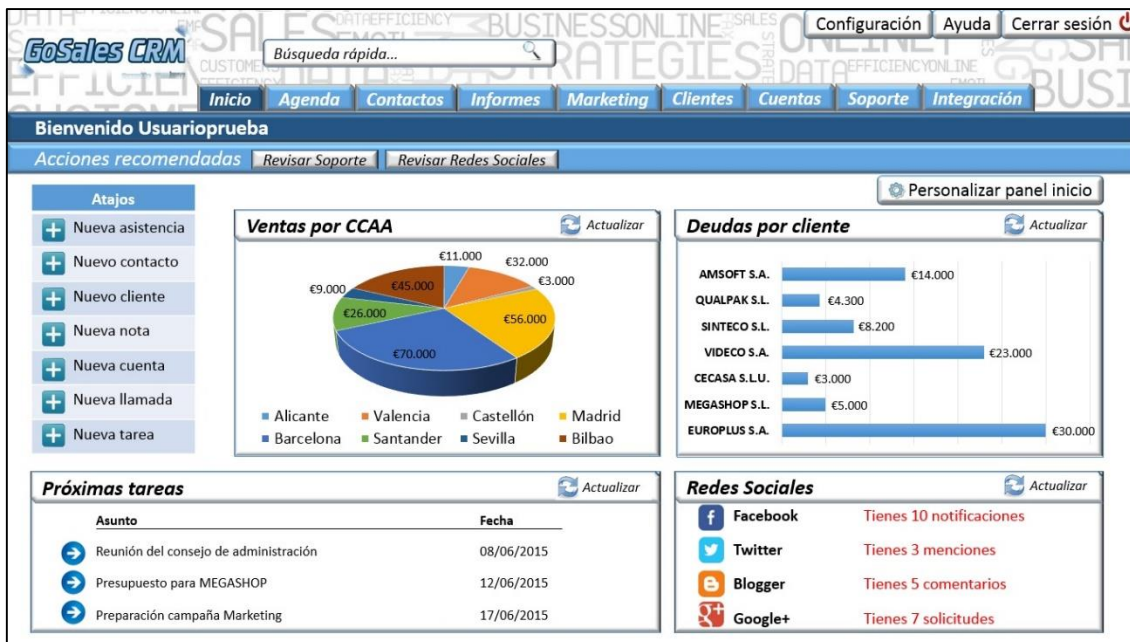 Configuración Ayuda Cerrar sesión
GoSales CRM
Búsqueda rápida...
Inicio Agenda Contactos Informes Marketing Clientes Cuentas Soporte Integración
Bienvenido Usuarioprueba
Acciones recomendadas Revisar Soporte Revisar Redes Sociales
Personalizar panel inicio
Atajos
Nueva asistencia
Nuevo contacto
Nuevo cliente
Nueva nota
Nueva cuenta
Nueva llamada
Nueva tarea
Ventas por CCAA Actualizar
€11.000
€32.000
€3.000
€56.000
€70.000
€26.000
€9.000
€45.000
Alicante Valencia Castellón Madrid
Barcelona Santander Sevilla Bilbao
Deudas por cliente Actualizar
AMSOFT S.A. €14.000
QUALPAK S.L. €4.300
SINTECO S.L. €8.200
VIDECO S.A. €23.000
CECASA S.L.U. €3.000
MEGASHOP S.L. €5.000
EUROPLUS S.A. €30.000
Próximas tareas Actualizar
Asunto Fecha
Reunión del consejo de administración 08/06/2015
Presupuesto para MEGASHOP 12/06/2015
Preparación campaña Marketing 17/06/2015
Redes Sociales Actualizar
Facebook Tienes 10 notificaciones
Twitter Tienes 3 menciones
Blogger Tienes 5 comentarios
Google+ Tienes 7 solicitudes